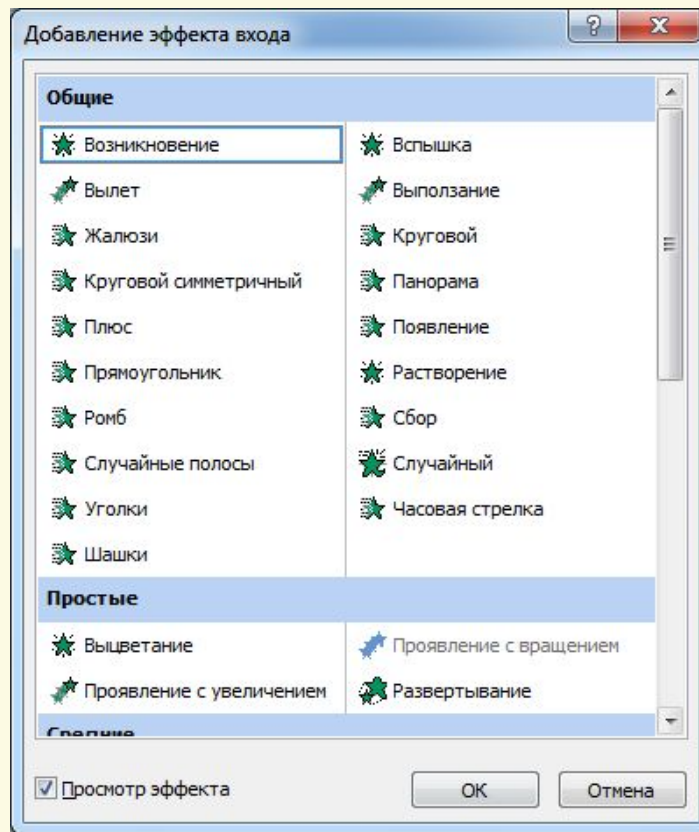 Добавление эффекта входа
Общие
Возникновение Вспышка
Вылет Выползание
Жалюзи Круговой
Круговой симметричный Панорама
Плюс Появление
Прямоугольник Растворение
Ромб Сбор
Случайные полосы Случайный
Уголки Часовая стрелка
Шашки
Простые
Выцветание Проявление с вращением
Проявление с увеличением Развертывание
Средние
Просмотр эффекта ОК Отмена